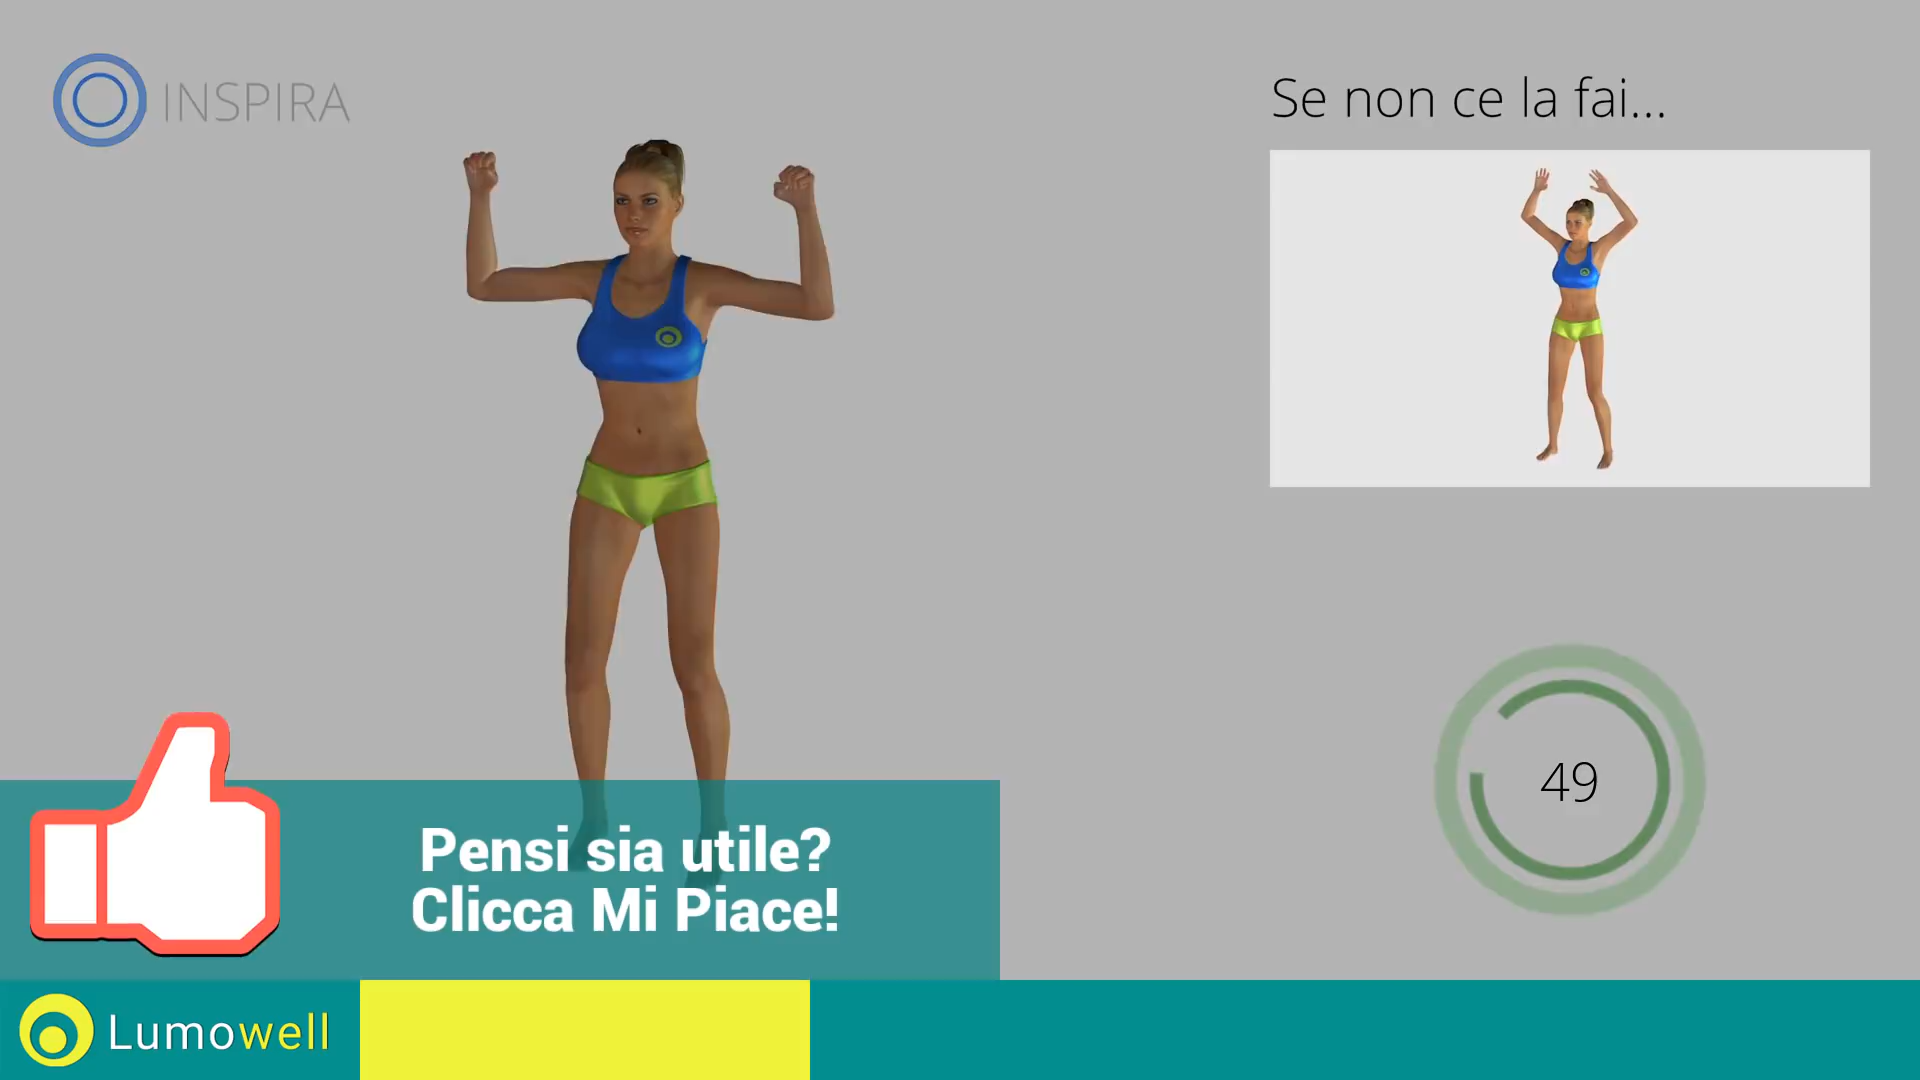 INSPIRA
Se non ce la fai...
49
Pensi sia utile?
Clicca Mi Piace!
Lumowell